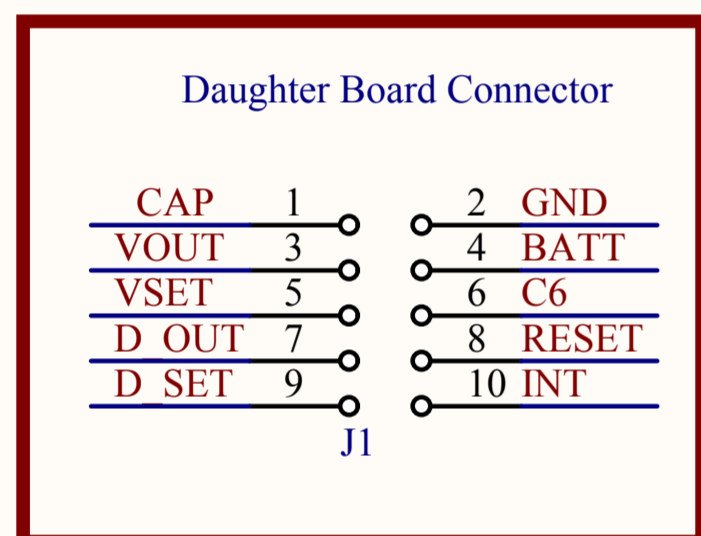 Daughter Board Connector
CAP 1 2 GND
VOUT 3 4 BATT
VSET 5 6 C6
D_OUT 7 8 RESET
D_SET 9 10 INT
J1